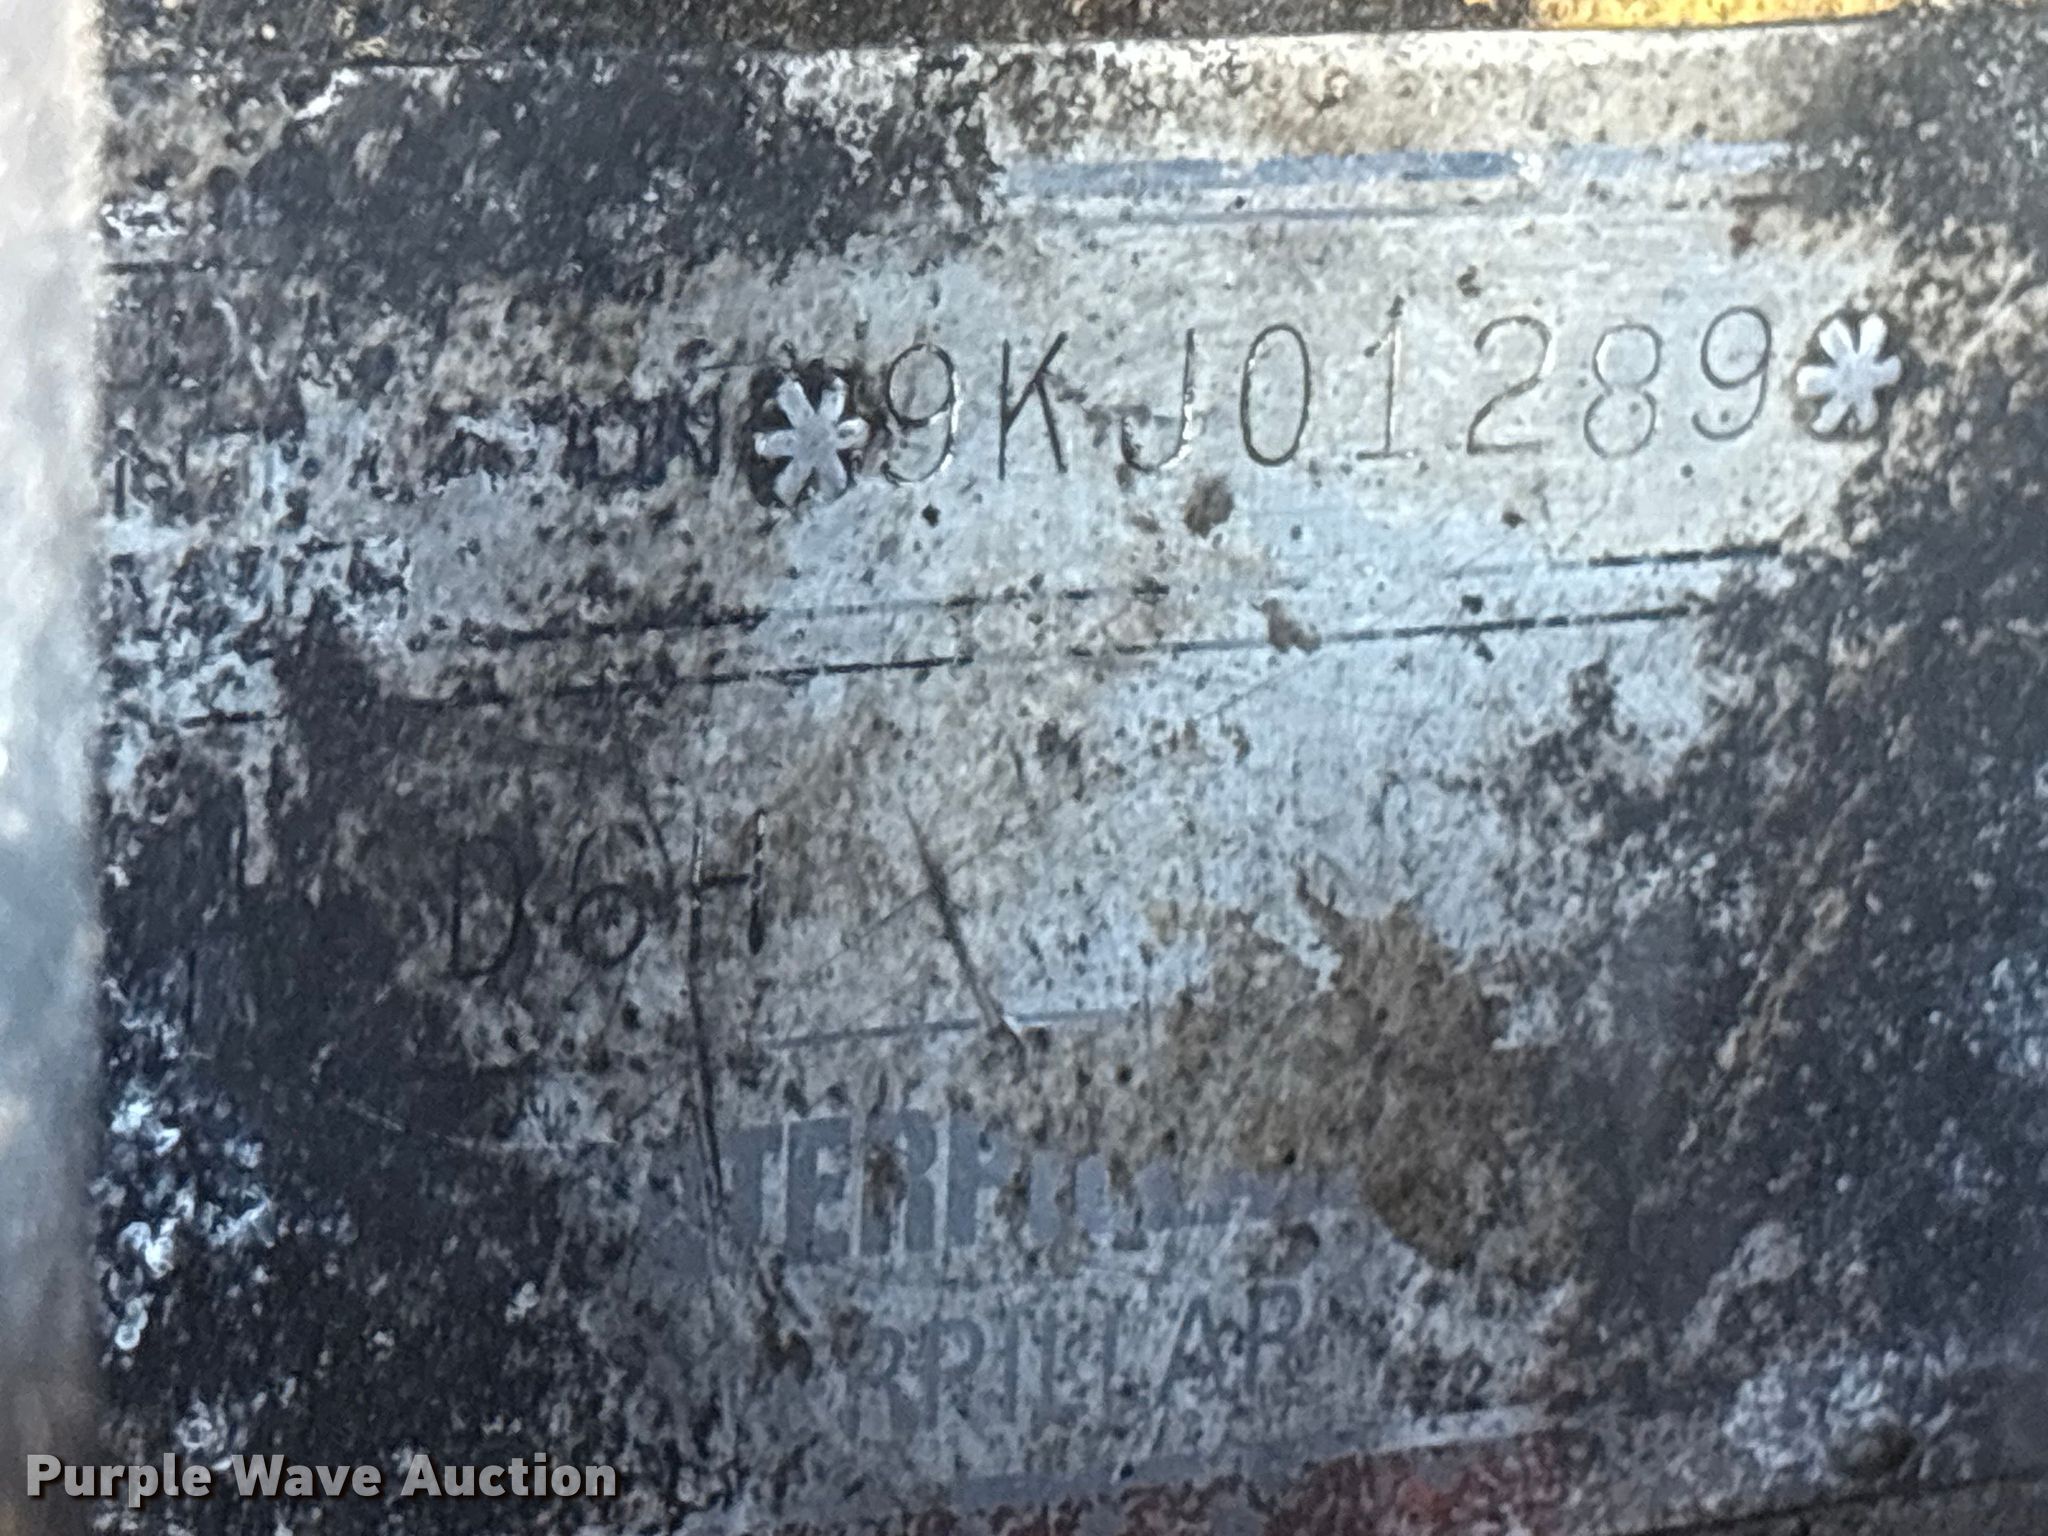 *9KJ01289*
D6H
TERPIL
RPILLAR
Purple Wave Auction